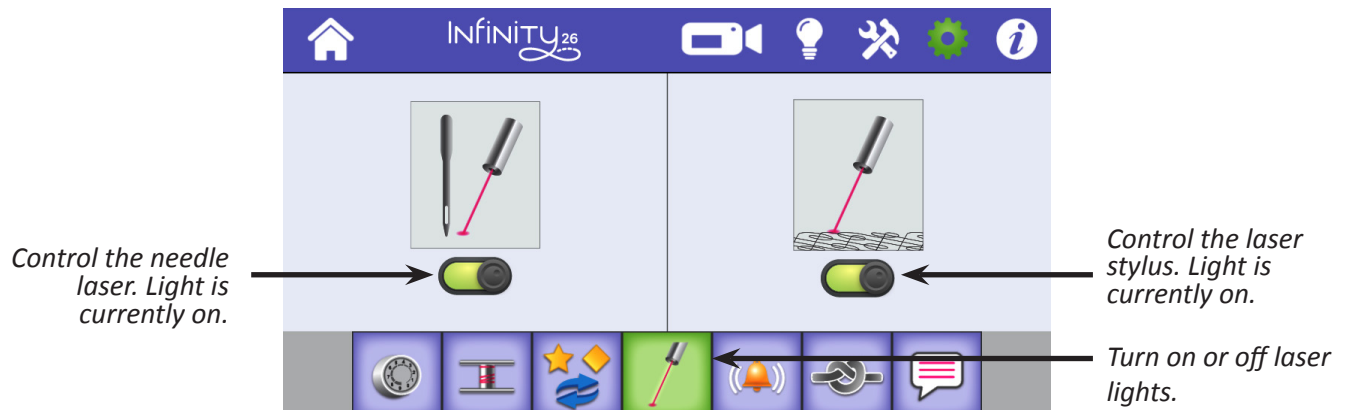 Infinity 26
Control the needle
laser. Light is
currently on.
Control the laser
stylus. Light is
currently on.
Turn on or off laser
lights.